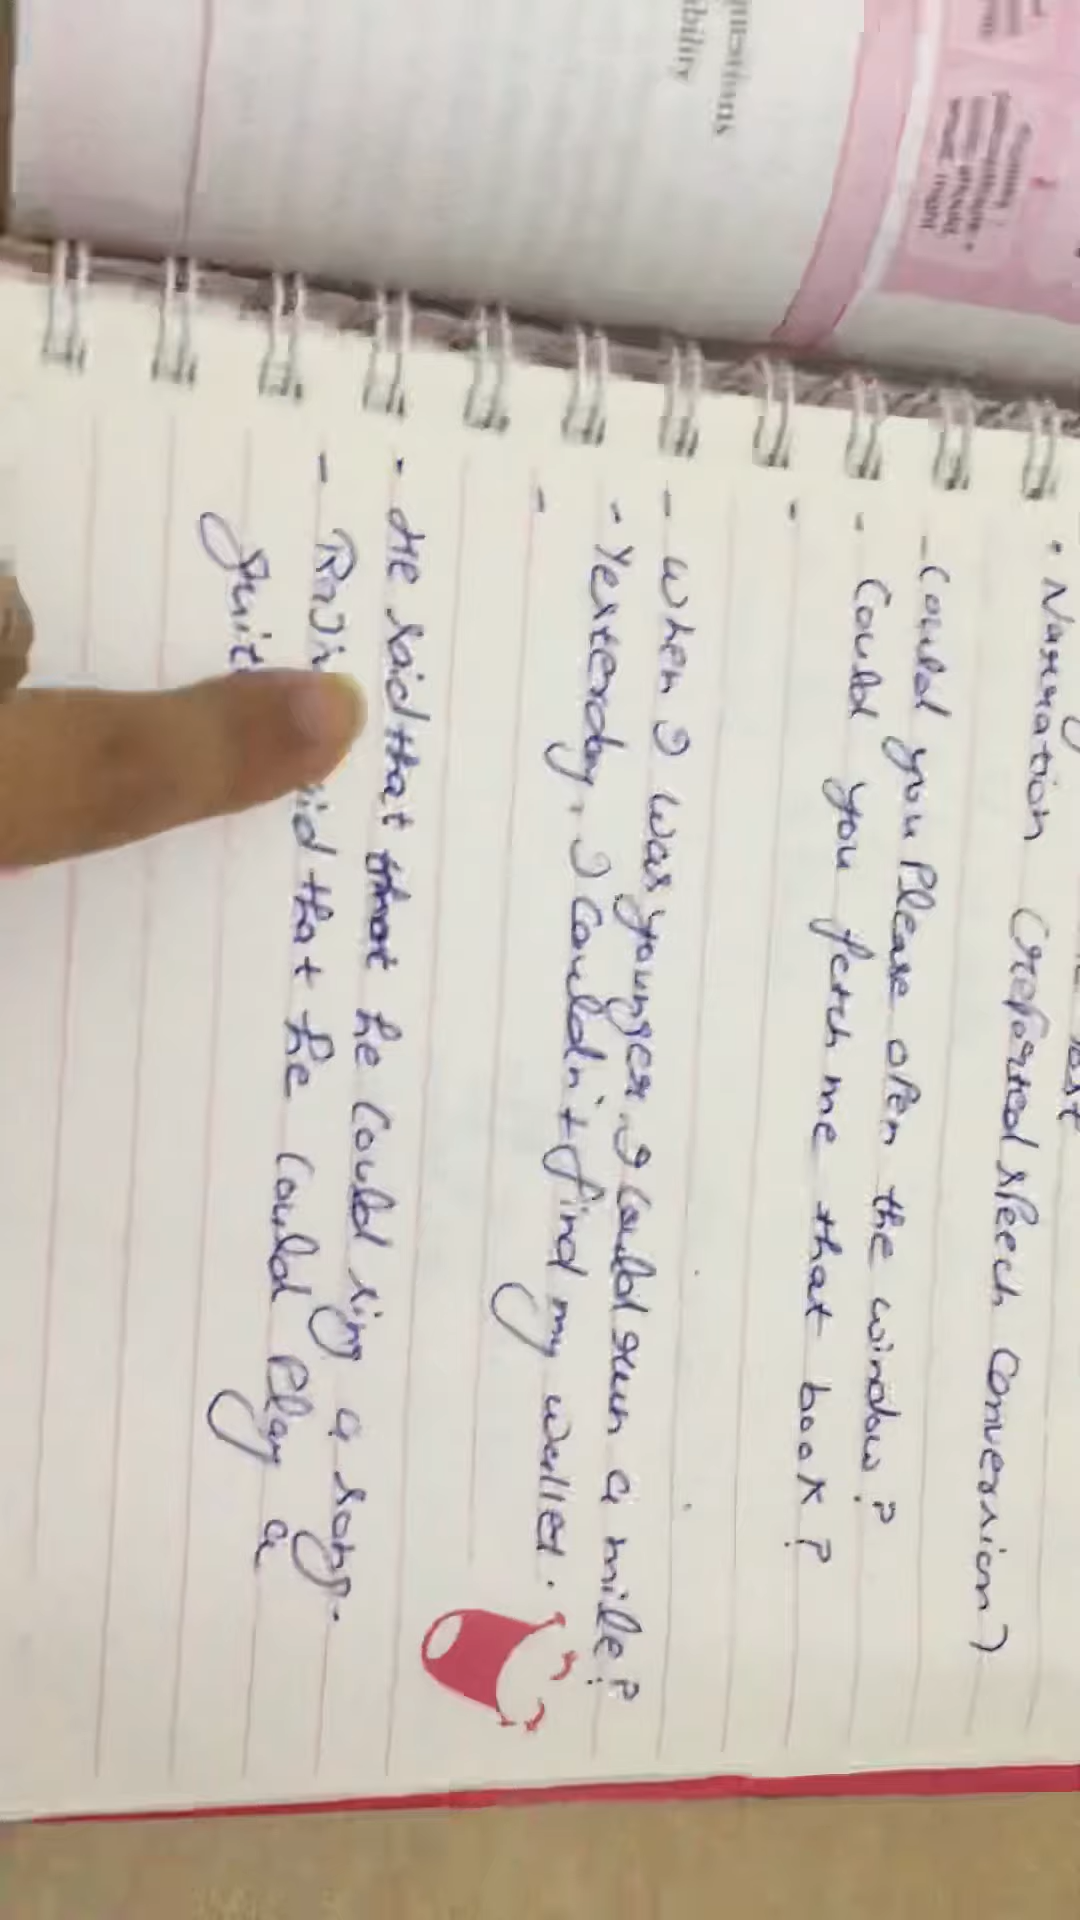 questions
ability
• Narration (reported speech conversion)
- Could you please open the window?
- Could you fetch me that book?
- When I was younger, I could run a mile?
- Yesterday, I couldn't find my wallet.
• He said that that he could sing a song.
- said that he could play a